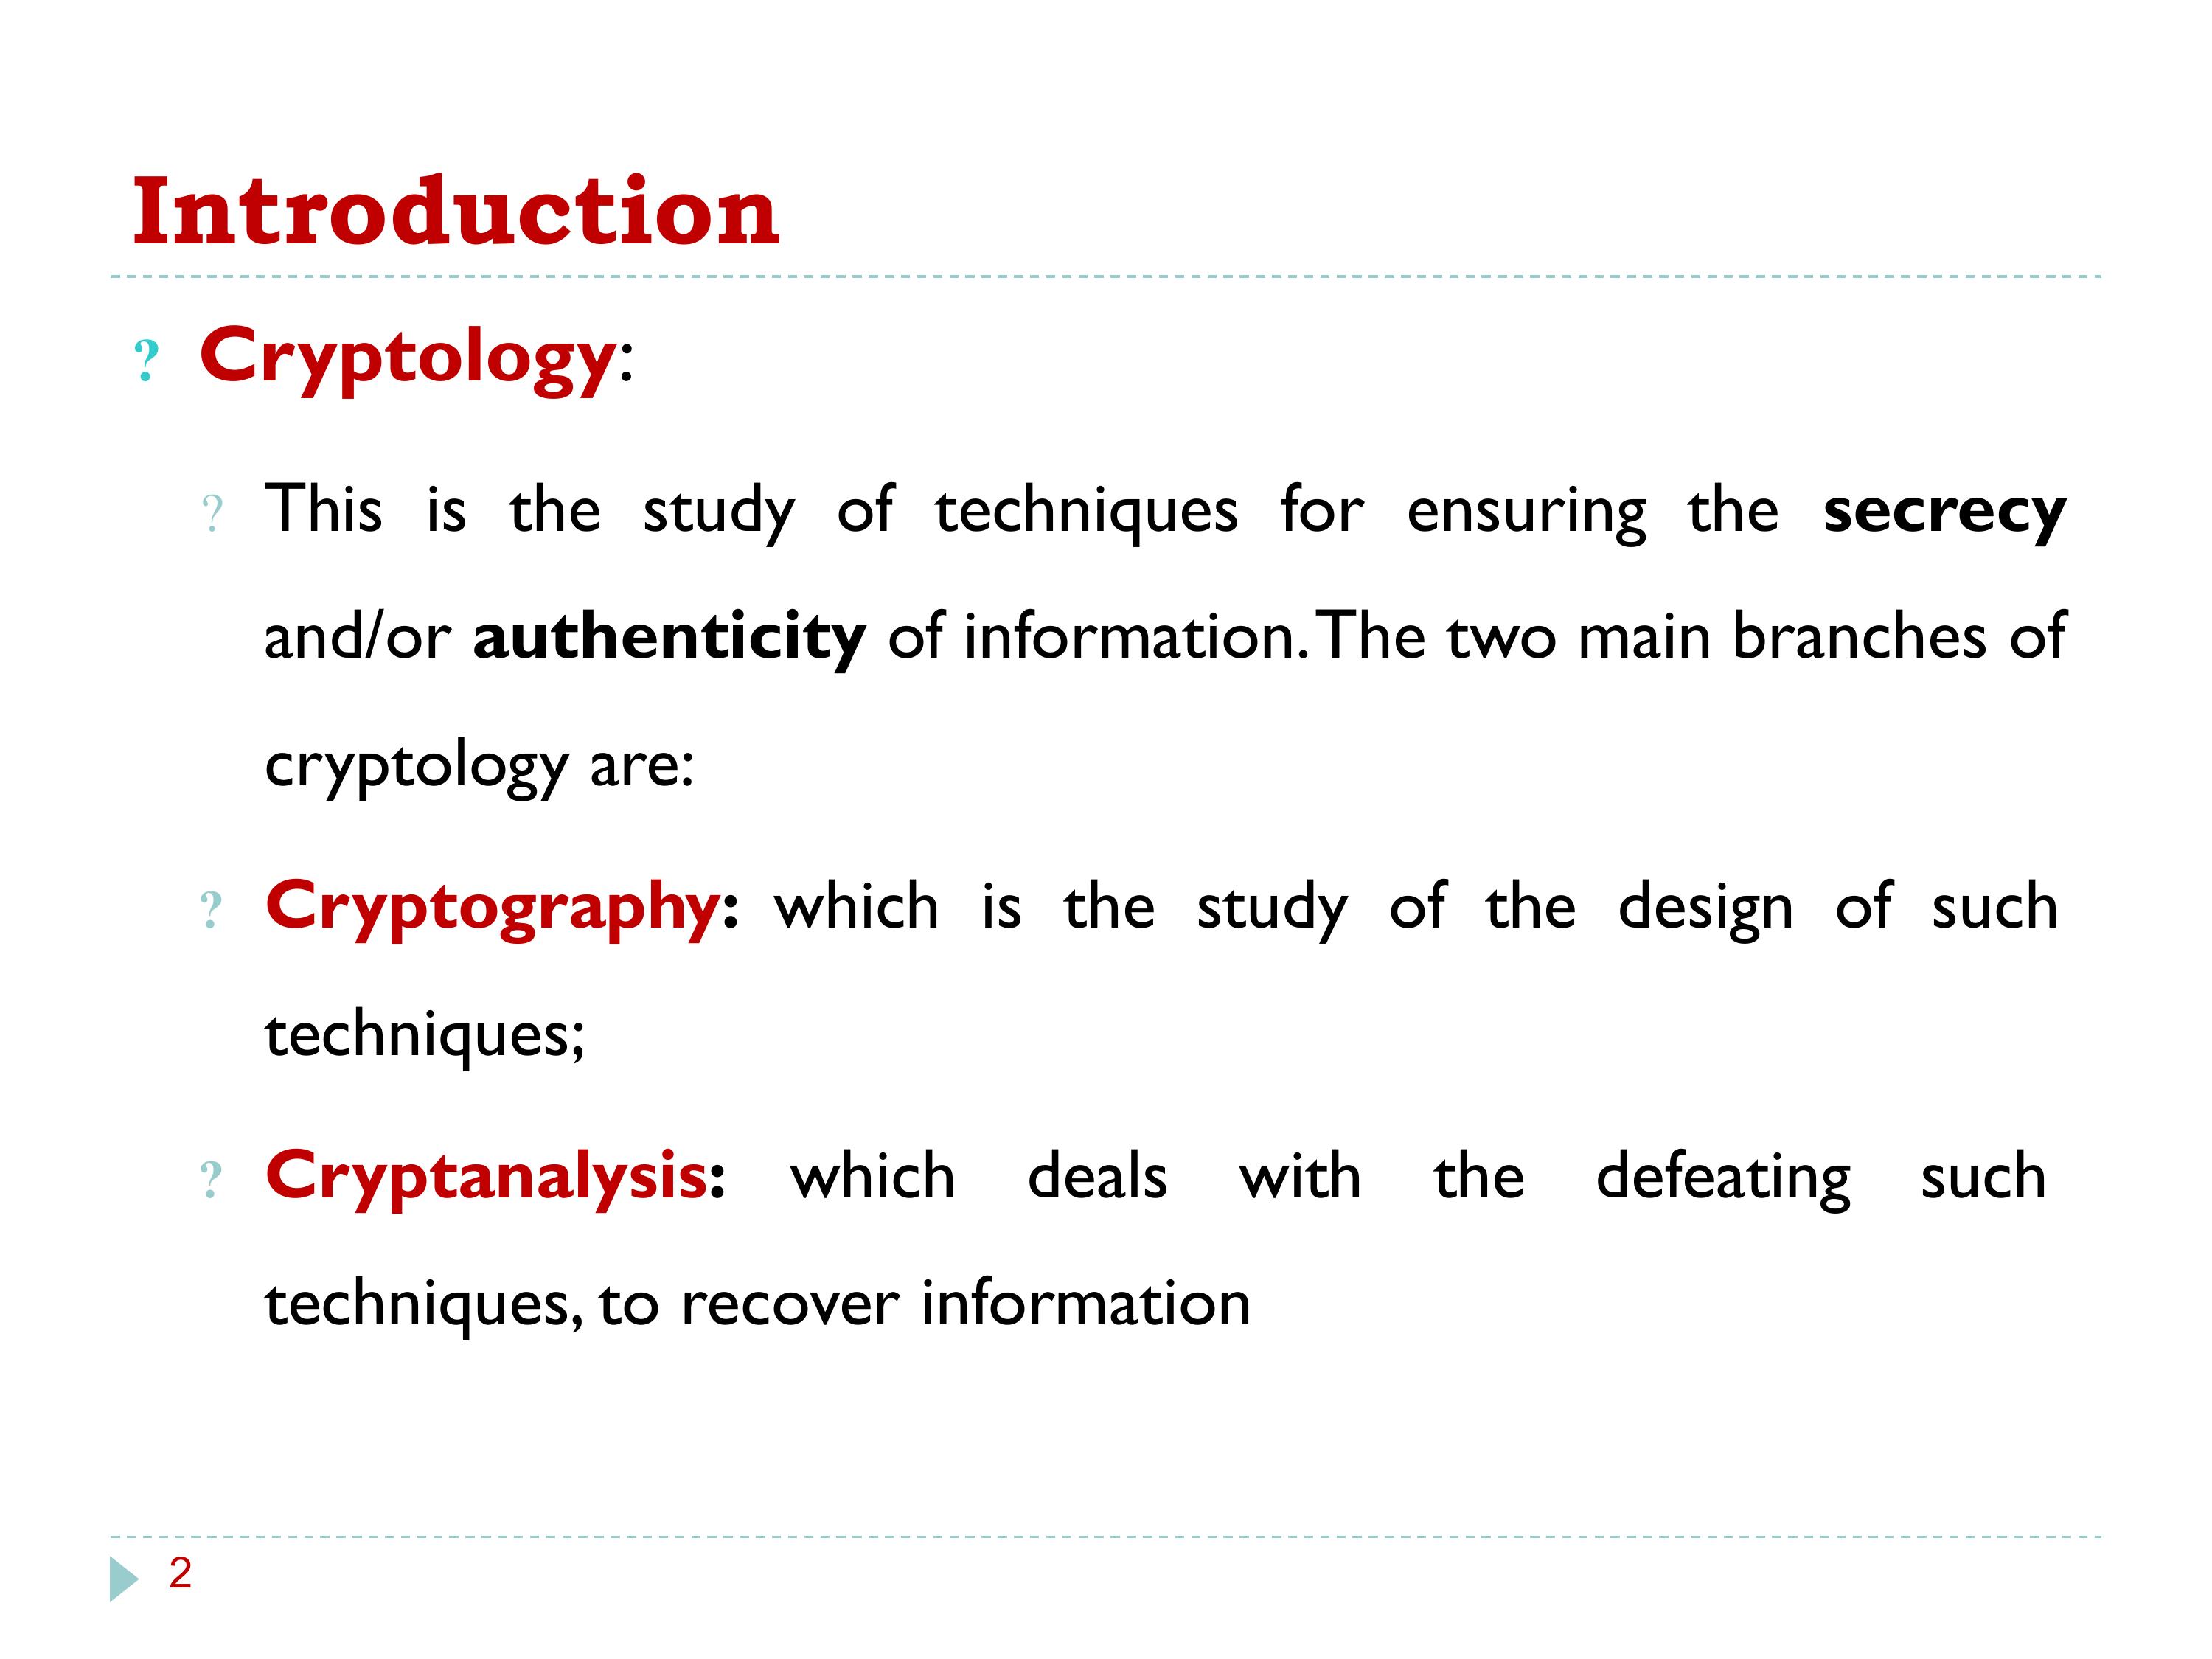 Introduction
? Cryptology:
? This is the study of techniques for ensuring the secrecy
and/or authenticity of information. The two main branches of
cryptology are:
? Cryptography: which is the study of the design of such
techniques;
? Cryptanalysis: which deals with the defeating such
techniques, to recover information
2